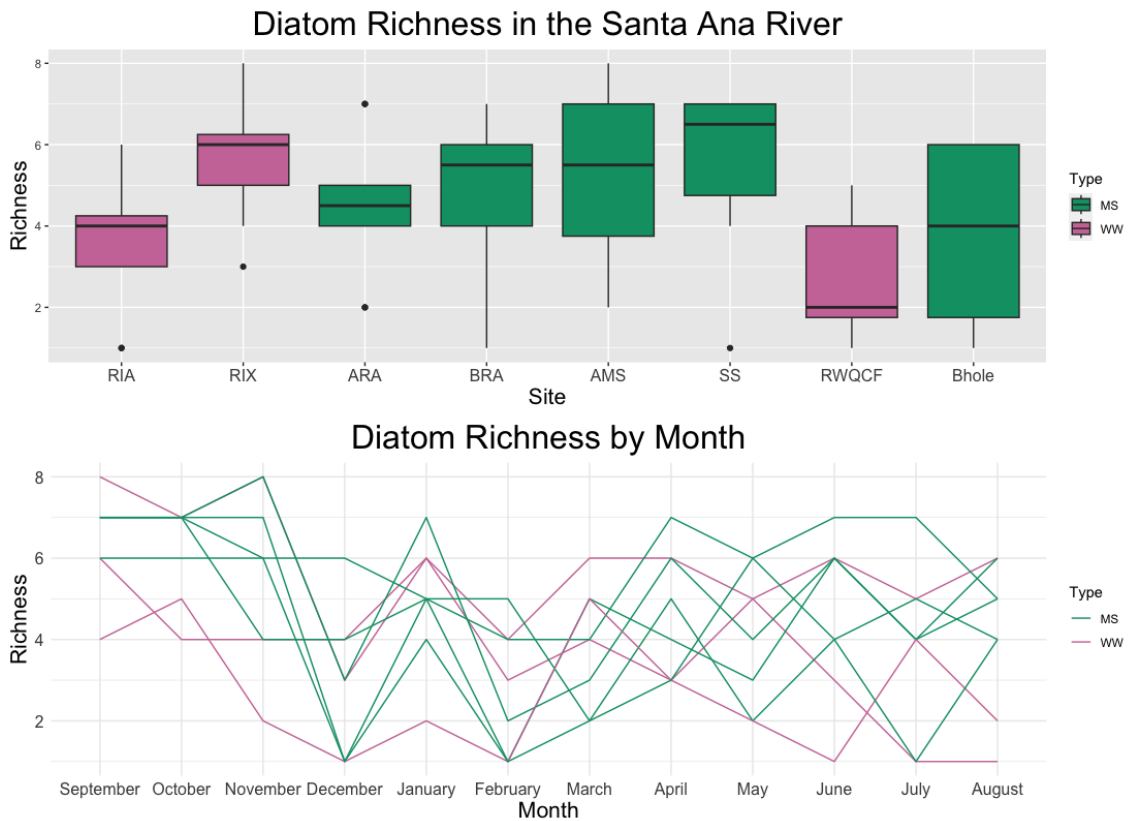 Diatom Richness in the Santa Ana River
8
6
4
2
Richness
RIA RIX ARA BRA AMS SS RWQCF Bhole
Site
Type
MS
WW
Diatom Richness by Month
8
6
4
2
Richness
September October November December January February March April May June July August
Month
Type
MS
WW